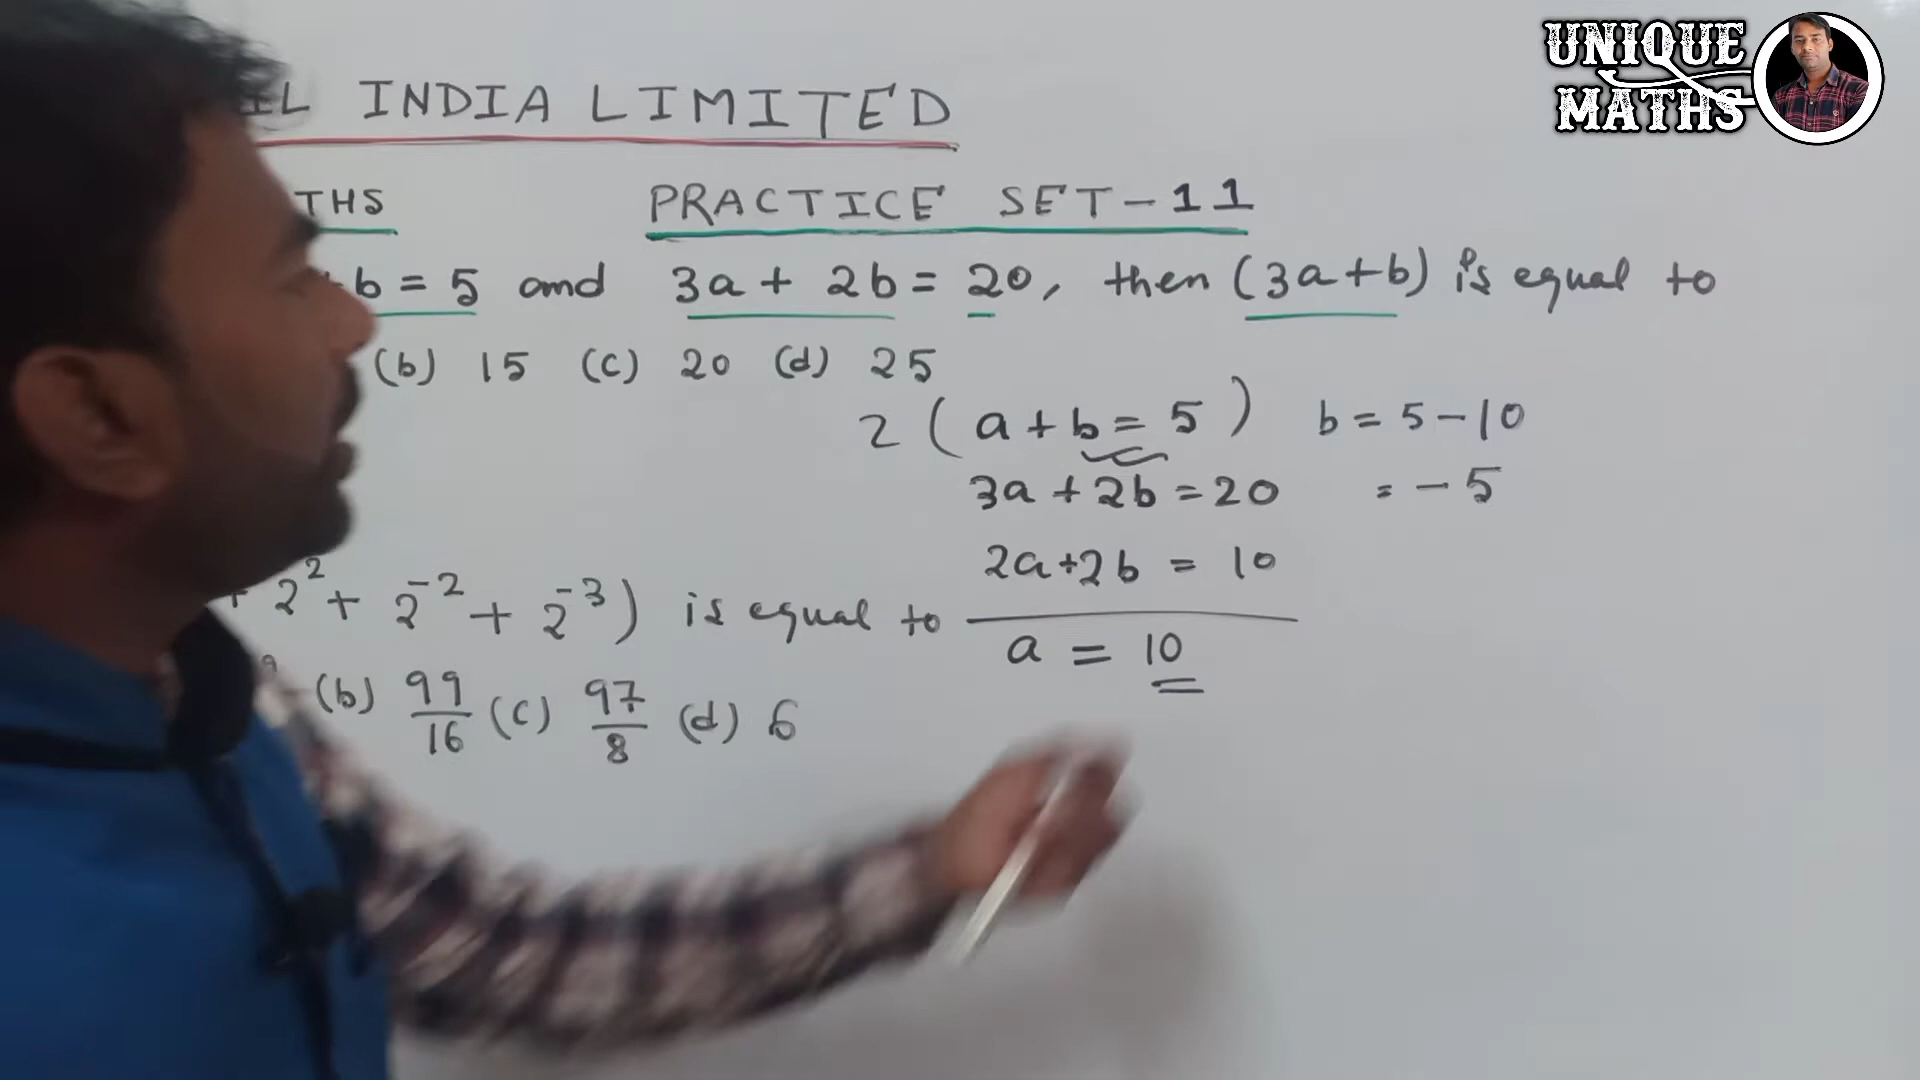 UNIQUE
MATHS
IL INDIA LIMITED
THS PRACTICE SET-11
+b = 5 and 3a + 2b = 20, then (3a+b) is equal to
(b) 15 (c) 20 (d) 25
2 ( a + b = 5 ) b = 5 - 10
3a + 2b = 20 = - 5
2a+2b = 10
+ 2² + 2⁻² + 2⁻³) is equal to
a = 10
9 (b) 99/16 (c) 97/8 (d) 6